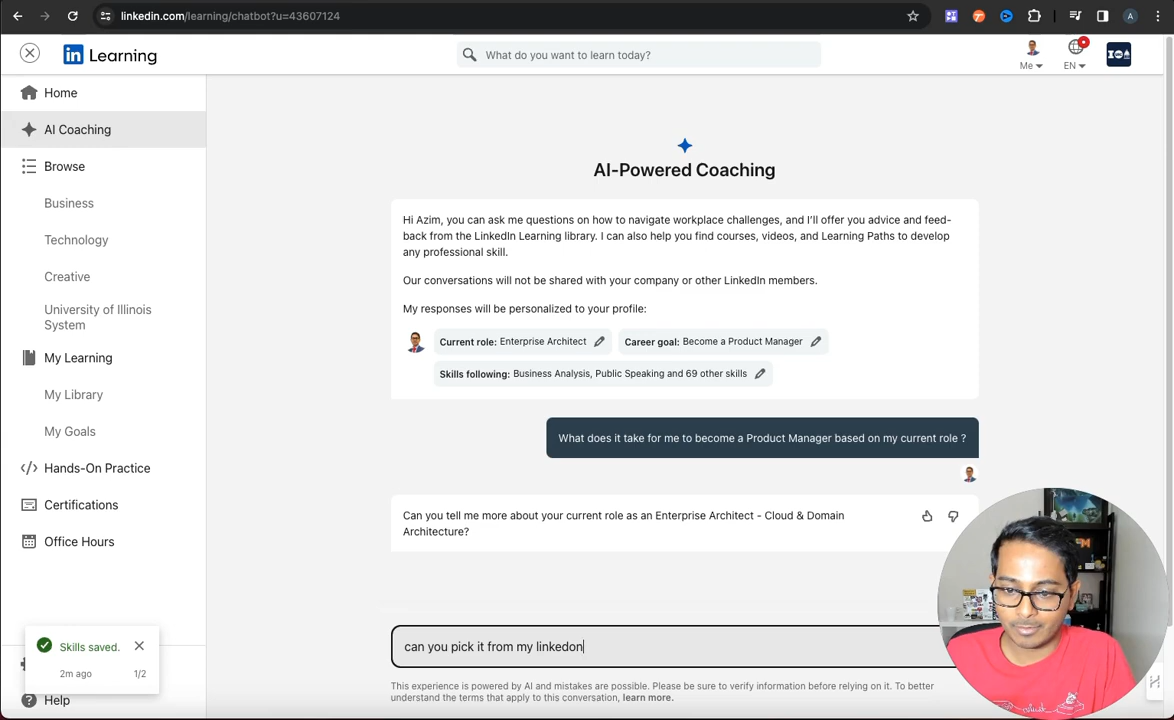 linkedin.com/learning/chatbot?u=43607124
A
in Learning
What do you want to learn today?
Me
EN
Home
AI Coaching
Browse
Business
Technology
Creative
University of Illinois
System
My Learning
My Library
My Goals
Hands-On Practice
Certifications
Office Hours
Skills saved.
2m ago
1/2
Help
AI-Powered Coaching
Hi Azim, you can ask me questions on how to navigate workplace challenges, and I'll offer you advice and feed-
back from the LinkedIn Learning library. I can also help you find courses, videos, and Learning Paths to develop
any professional skill.
Our conversations will not be shared with your company or other LinkedIn members.
My responses will be personalized to your profile:
Current role: Enterprise Architect
Career goal: Become a Product Manager
Skills following: Business Analysis, Public Speaking and 69 other skills
What does it take for me to become a Product Manager based on my current role ?
Can you tell me more about your current role as an Enterprise Architect - Cloud & Domain
Architecture?
can you pick it from my linkedon
This experience is powered by AI and mistakes are possible. Please be sure to verify information before relying on it. To better
understand the terms that apply to this conversation, learn more.